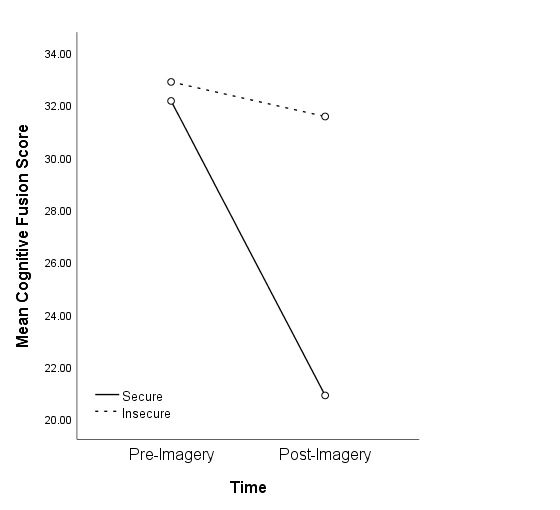 Mean Cognitive Fusion Score
34.00
32.00
30.00
28.00
26.00
24.00
22.00
20.00
Secure
Insecure
Pre-Imagery
Post-Imagery
Time